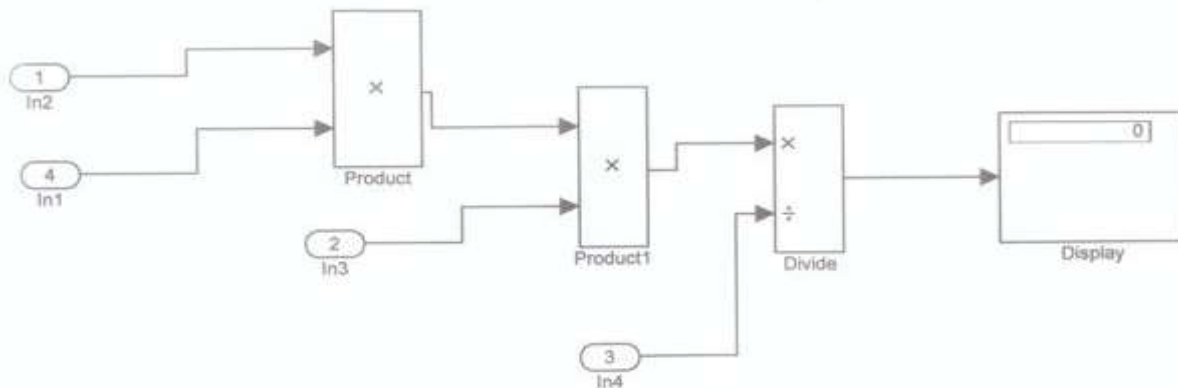 1
In2
4
In1
×
Product
2
In3
×
Product1
×
÷
Divide
3
In4
0
Display